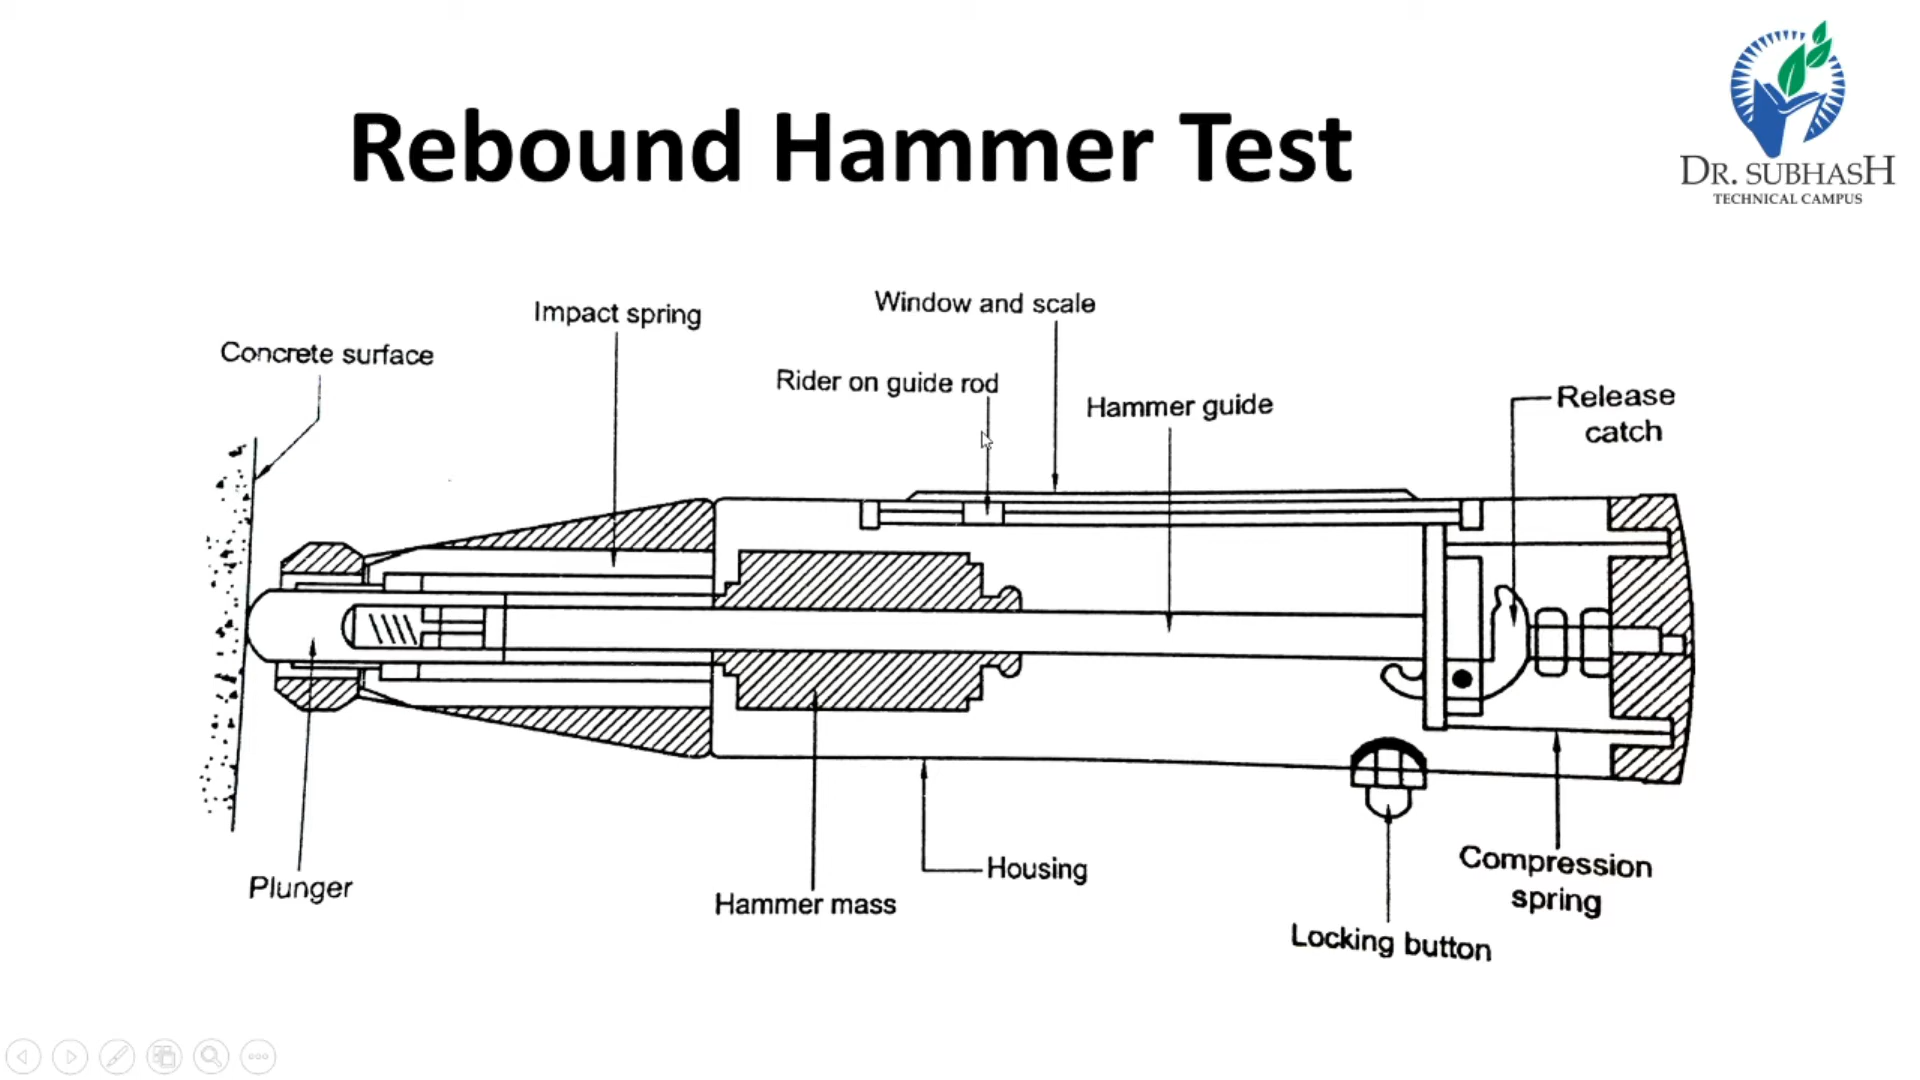 Rebound Hammer Test
DR. SUBHASH
TECHNICAL CAMPUS
Window and scale
Impact spring
Concrete surface
Rider on guide rod
Hammer guide
Release
catch
Plunger
Hammer mass
Housing
Compression
spring
Locking button